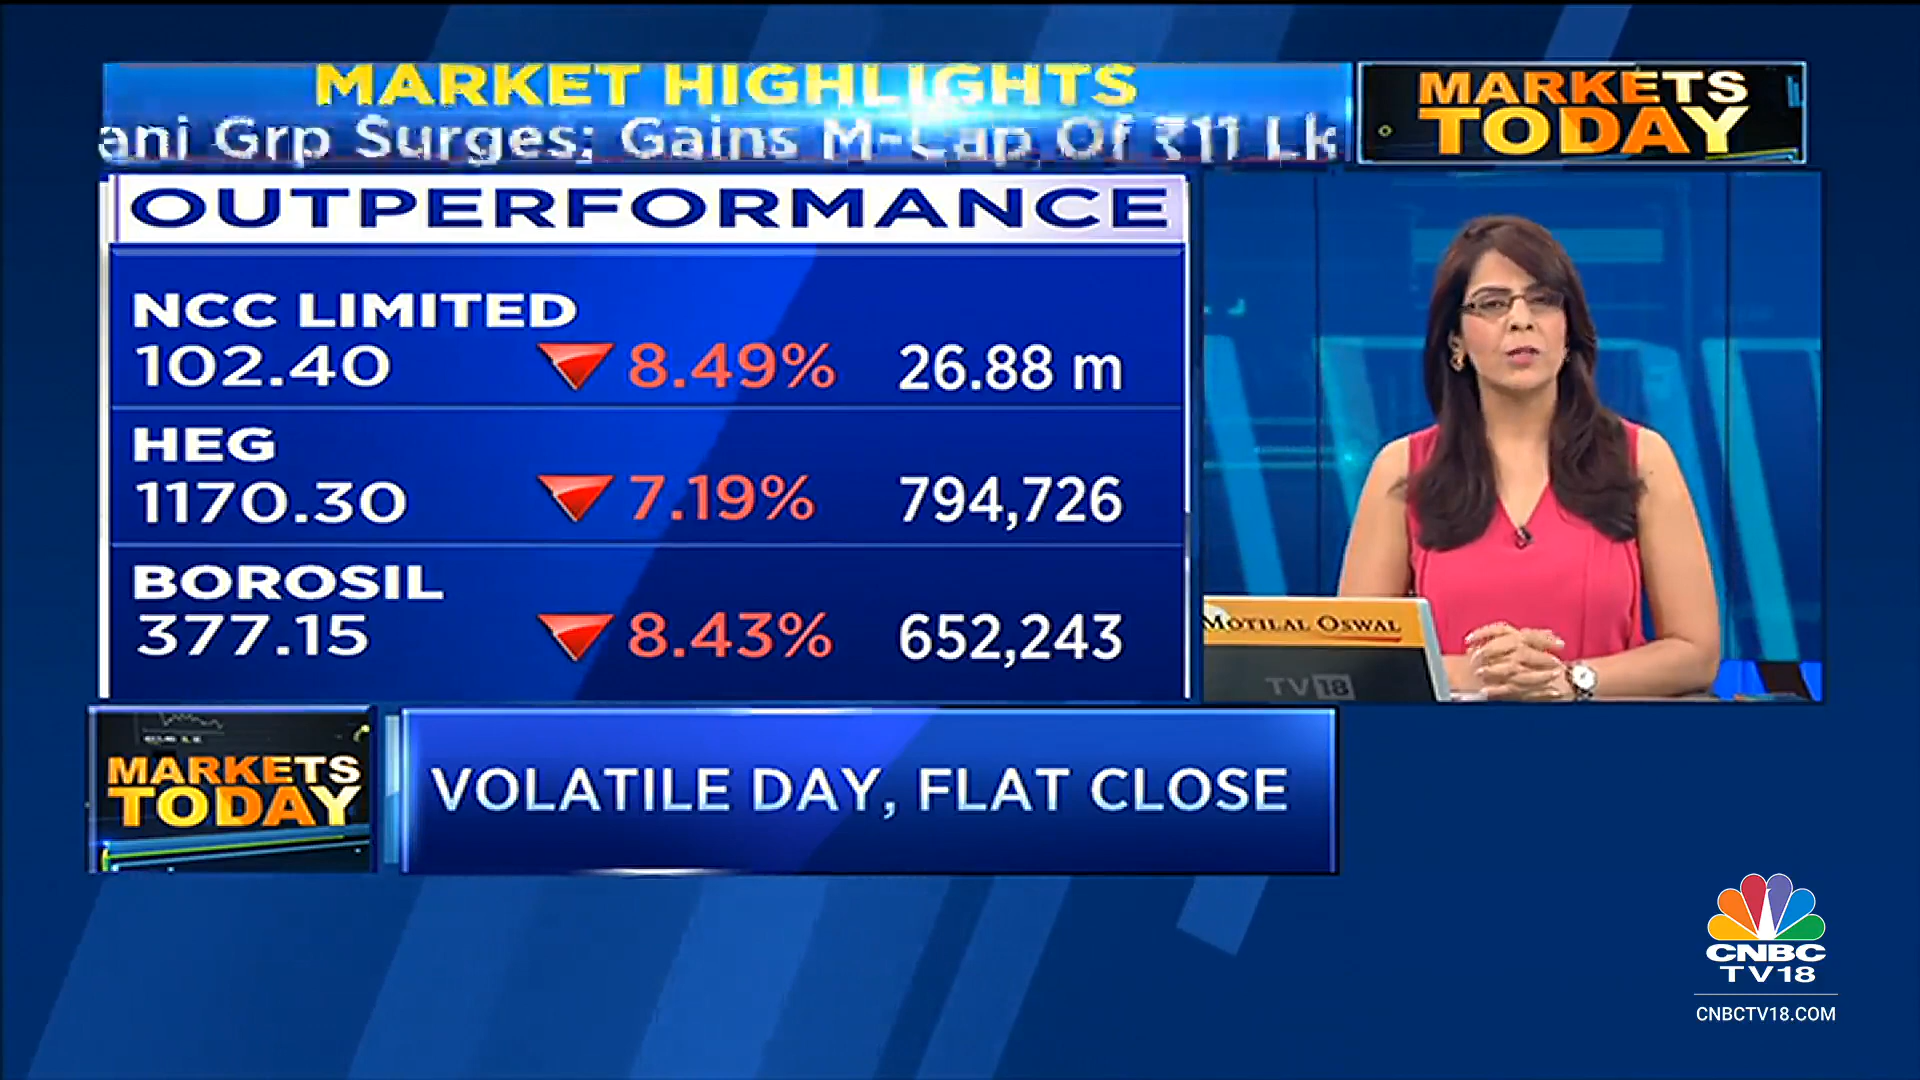 MARKET HIGHLIGHTS
ani Grp Surges; Gains M-Cap Of ₹11 Lk
MARKETS
TODAY
OUTPERFORMANCE
NCC LIMITED
102.40 8.49% 26.88 m
HEG
1170.30 7.19% 794,726
BOROSIL
377.15 8.43% 652,243
MOTILAL OSWAL
TV18
MARKETS
TODAY
VOLATILE DAY, FLAT CLOSE
CNBC
TV18
CNBCTV18.COM